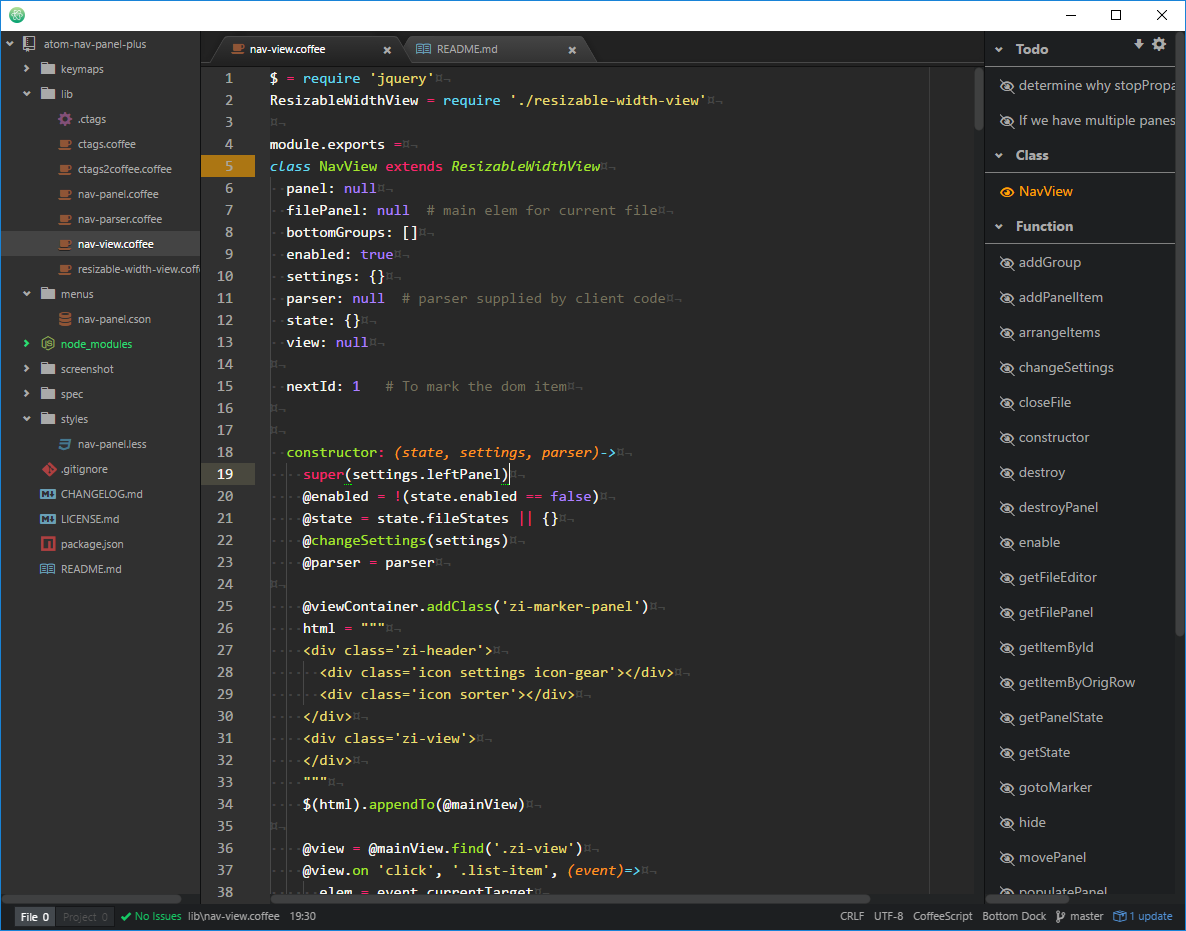 atom-nav-panel-plus
keymaps
lib
.ctags
ctags.coffee
ctags2coffee.coffee
nav-panel.coffee
nav-parser.coffee
nav-view.coffee
resizable-width-view.coff
menus
nav-panel.cson
node_modules
screenshot
spec
styles
nav-panel.less
.gitignore
CHANGELOG.md
LICENSE.md
package.json
README.md
nav-view.coffee
README.md
1 $ = require 'jquery'¤¬
2 ResizableWidthView = require './resizable-width-view'¤¬
3 ¤¬
4 module.exports =¤¬
5 class NavView extends ResizableWidthView¤¬
6 ··panel: null¤¬
7 ··filePanel: null  # main elem for current file¤¬
8 ··bottomGroups: []¤¬
9 ··enabled: true¤¬
10 ··settings: {}¤¬
11 ··parser: null  # parser supplied by client code¤¬
12 ··state: {}¤¬
13 ··view: null¤¬
14 ¤¬
15 ··nextId: 1   # To mark the dom item¤¬
16 ¤¬
17 ¤¬
18 ··constructor: (state, settings, parser)->¤¬
19 ····super(settings.leftPanel)¤¬
20 ····@enabled = !(state.enabled == false)¤¬
21 ····@state = state.fileStates || {}¤¬
22 ····@changeSettings(settings)¤¬
23 ····@parser = parser¤¬
24 ¤¬
25 ····@viewContainer.addClass('zi-marker-panel')¤¬
26 ····html = """¤¬
27 ····<div class='zi-header'>¤¬
28 ······<div class='icon settings icon-gear'></div>¤¬
29 ······<div class='icon sorter'></div>¤¬
30 ····</div>¤¬
31 ····<div class='zi-view'>¤¬
32 ····</div>¤¬
33 ····"""¤¬
34 ····$(html).appendTo(@mainView)¤¬
35 ¤¬
36 ····@view = @mainView.find('.zi-view')¤¬
37 ····@view.on 'click', '.list-item', (event)=>¤¬
38 ······elem = event.currentTarget¤¬
Todo
determine why stopPropa
If we have multiple panes
Class
NavView
Function
addGroup
addPanelItem
arrangeItems
changeSettings
closeFile
constructor
destroy
destroyPanel
enable
getFileEditor
getFilePanel
getItemById
getItemByOrigRow
getPanelState
getState
gotoMarker
hide
movePanel
populatePanel
File 0 Project 0 No Issues lib\nav-view.coffee 19:30 CRLF UTF-8 CoffeeScript Bottom Dock master 1 update